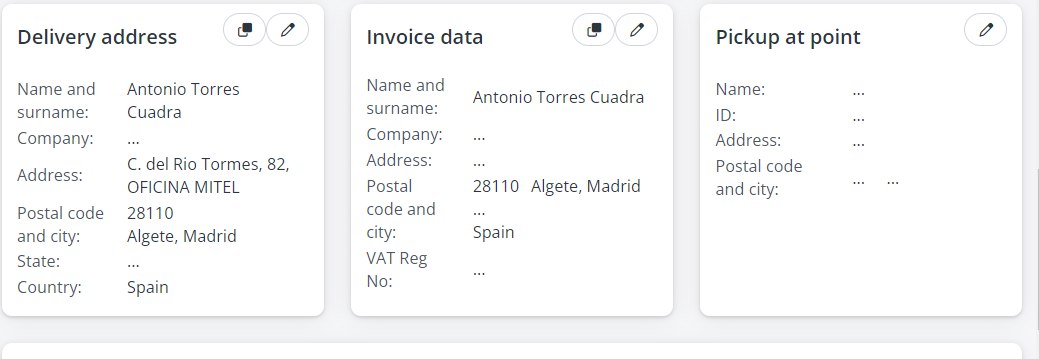 Delivery address
Name and surname: Antonio Torres Cuadra
Company: ...
Address: C. del Rio Tormes, 82, OFICINA MITEL
Postal code and city: 28110 Algete, Madrid
State: ...
Country: Spain
Invoice data
Name and surname: Antonio Torres Cuadra
Company: ...
Address: ...
Postal code and city: 28110 Algete, Madrid ... Spain
VAT Reg No: ...
Pickup at point
Name: ...
ID: ...
Address: ...
Postal code and city: ... ...